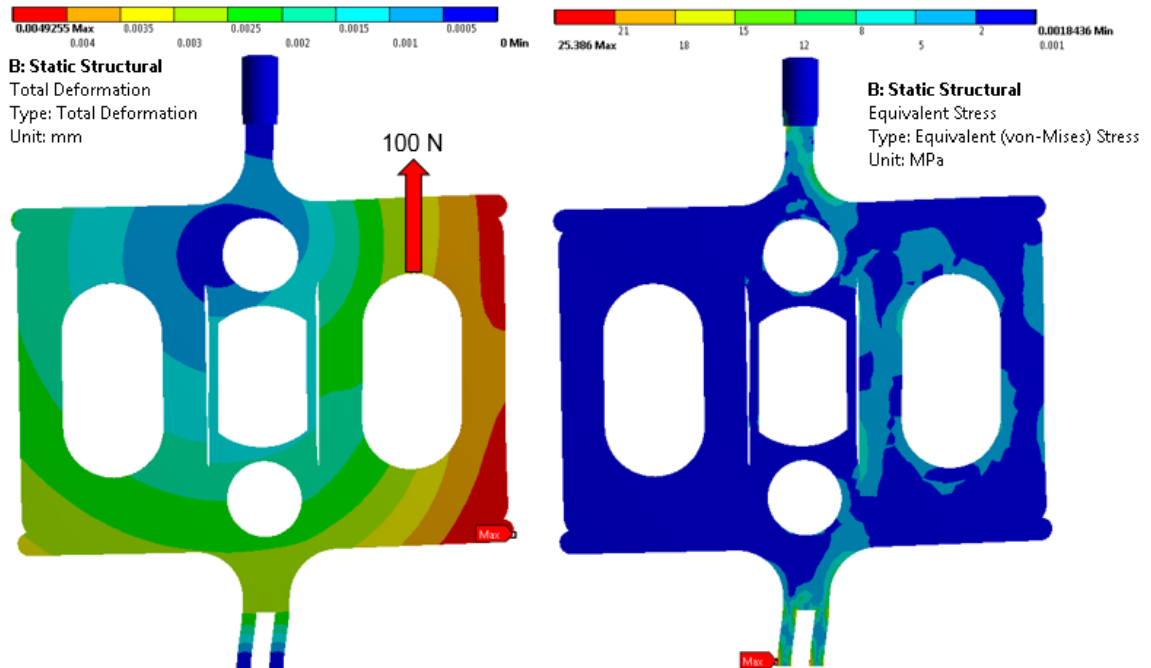 0.0049255 Max 0.0035 0.0025 0.0015 0.0005
0.004 0.003 0.002 0.001 0 Min
B: Static Structural
Total Deformation
Type: Total Deformation
Unit: mm
100 N
Max
21 15 8 2 0.0018436 Min
25.386 Max 18 12 5 0.001
B: Static Structural
Equivalent Stress
Type: Equivalent (von-Mises) Stress
Unit: MPa
Max